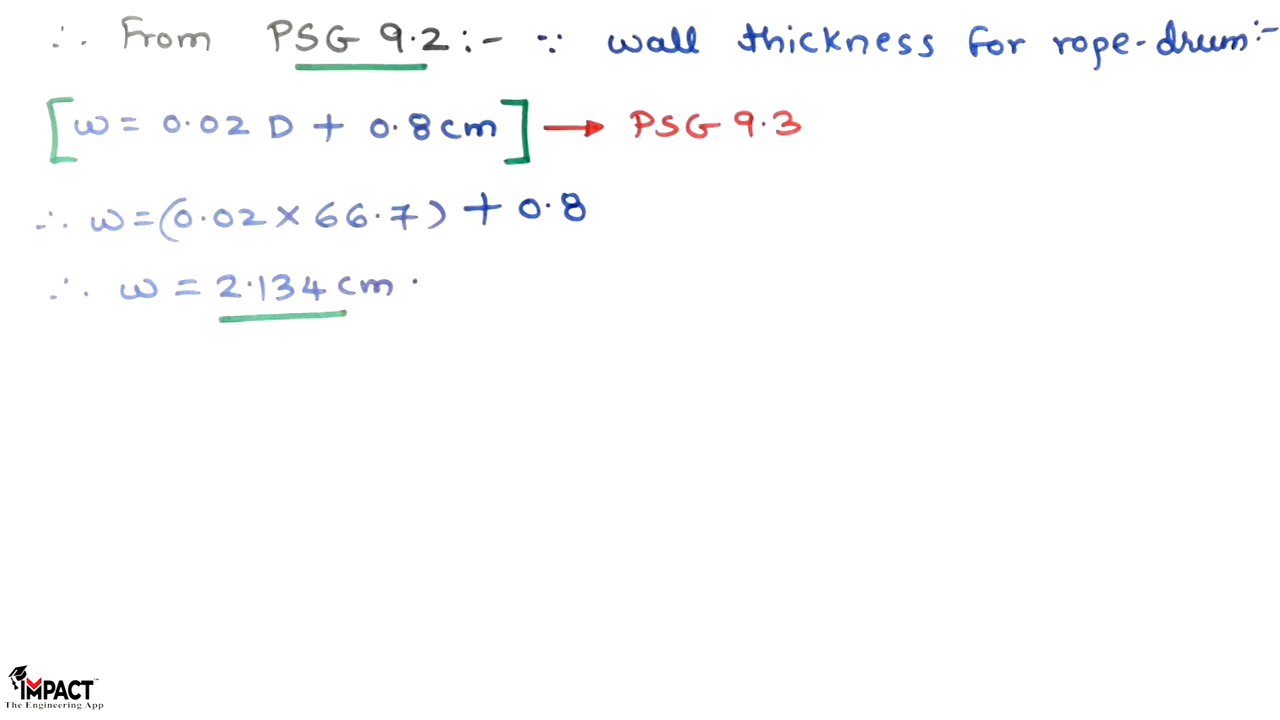 ∴ From PSG 9.2:- ∵ wall thickness for rope-drum:-
[w = 0.02 D + 0.8 cm] → PSG 9.3
∴ w = (0.02 × 66.7) + 0.8
∴ w = 2.134 cm.
IMPACT
The Engineering App